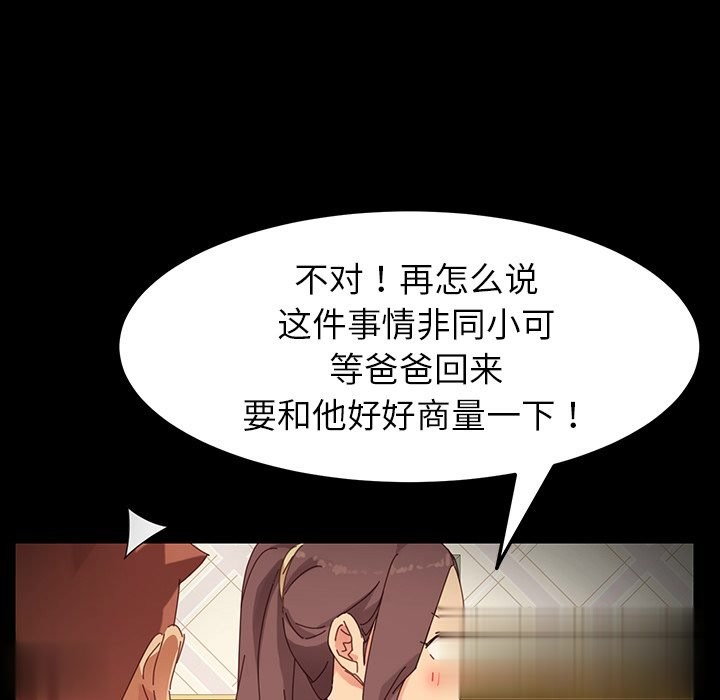 不对！再怎么说
这件事情非同小可
等爸爸回来
要和他好好商量一下！